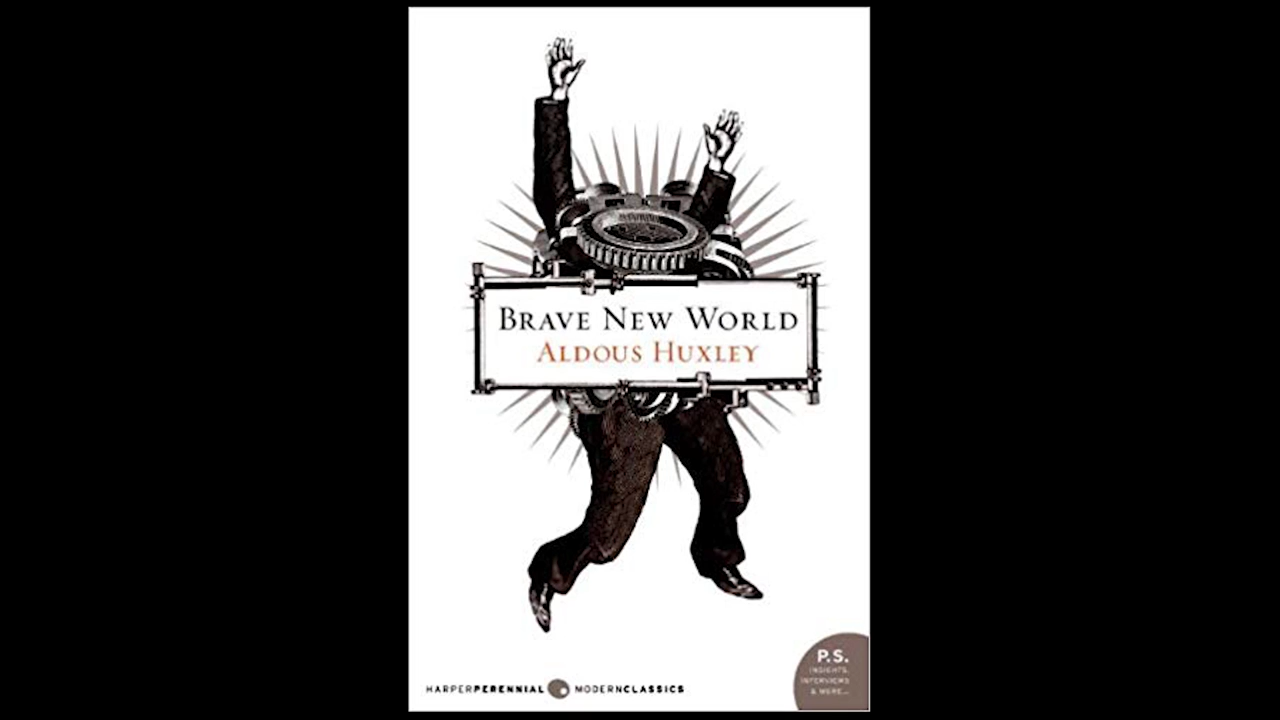 BRAVE NEW WORLD
ALDOUS HUXLEY
P.S.
INSIGHTS,
INTERVIEWS
& MORE...
HARPERPERENNIAL MODERNCLASSICS